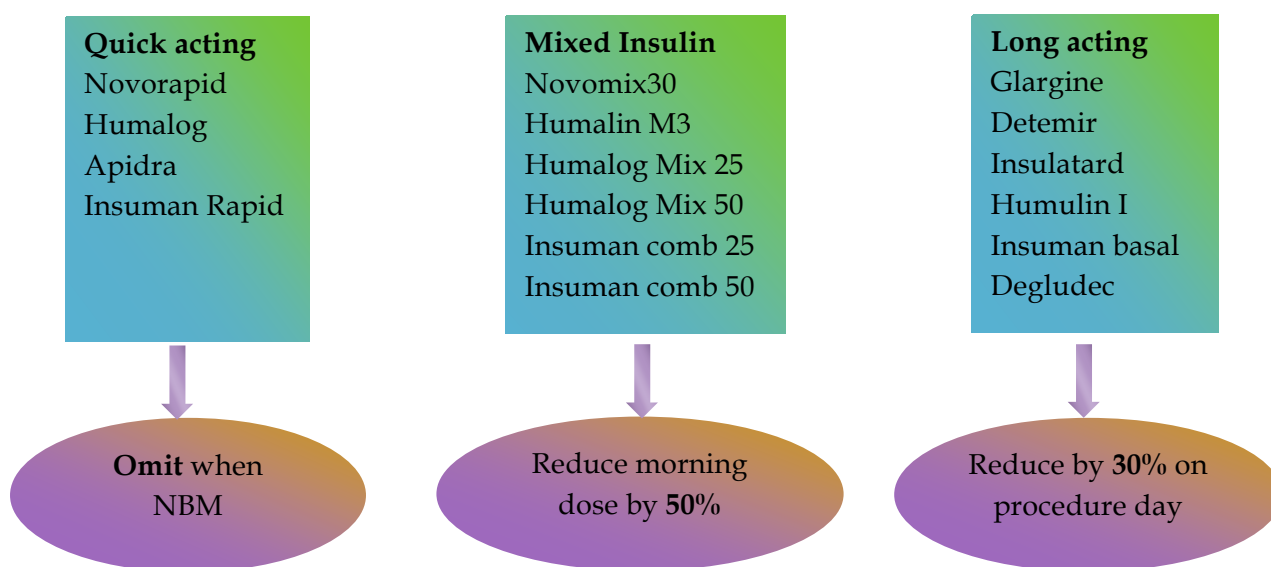 Quick acting
Novorapid
Humalog
Apidra
Insuman Rapid
Mixed Insulin
Novomix30
Humalin M3
Humalog Mix 25
Humalog Mix 50
Insuman comb 25
Insuman comb 50
Long acting
Glargine
Detemir
Insulatard
Humulin I
Insuman basal
Degludec
Omit when
NBM
Reduce morning
dose by 50%
Reduce by 30% on
procedure day